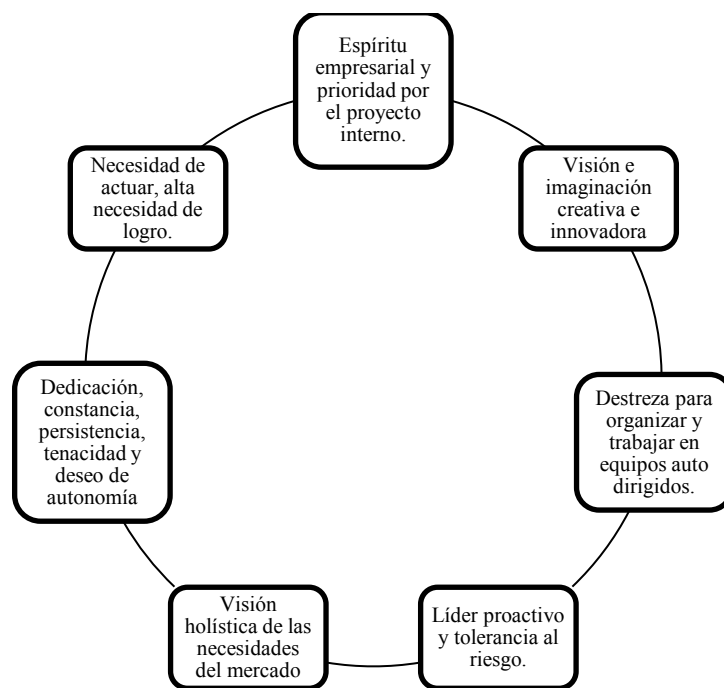 Espíritu
empresarial y
prioridad por
el proyecto
interno.
Visión e
imaginación
creativa e
innovadora
Destreza para
organizar y
trabajar en
equipos auto
dirigidos.
Líder proactivo
y tolerancia al
riesgo.
Visión
holística de las
necesidades
del mercado
Dedicación,
constancia,
persistencia,
tenacidad y
deseo de
autonomía
Necesidad de
actuar, alta
necesidad de
logro.